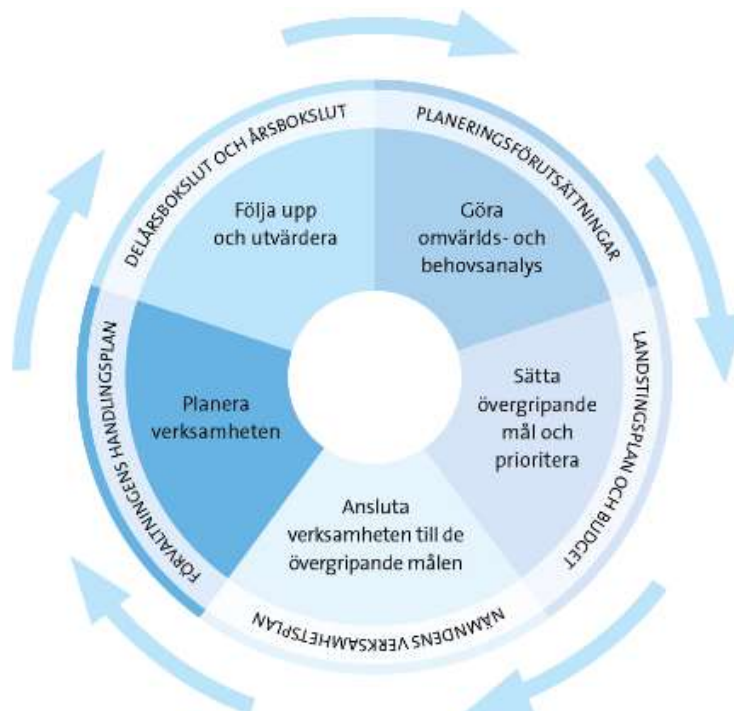 PLANERINGSFÖRUTSÄTTNINGAR
Göra
omvärlds- och
behovsanalys
LANDSTINGSPLAN OCH BUDGET
Sätta
övergripande
mål och
prioritera
NÄMNDENS VERKSAMHETSPLAN
Ansluta
verksamheten till de
övergripande målen
FÖRVALTNINGENS HANDLINGSPLAN
Planera
verksamheten
DELÅRSBOKSLUT OCH ÅRSBOKSLUT
Följa upp
och utvärdera